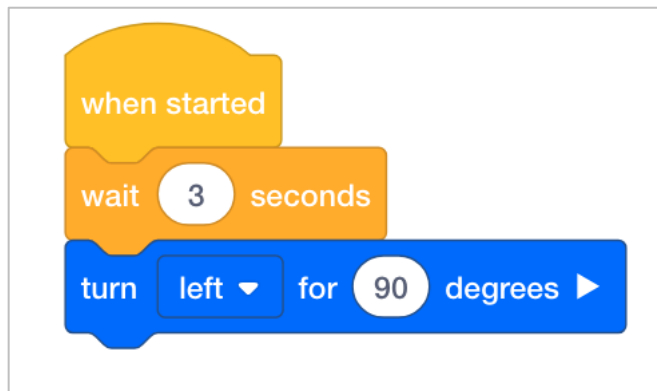 when started
wait 3 seconds
turn left for 90 degrees